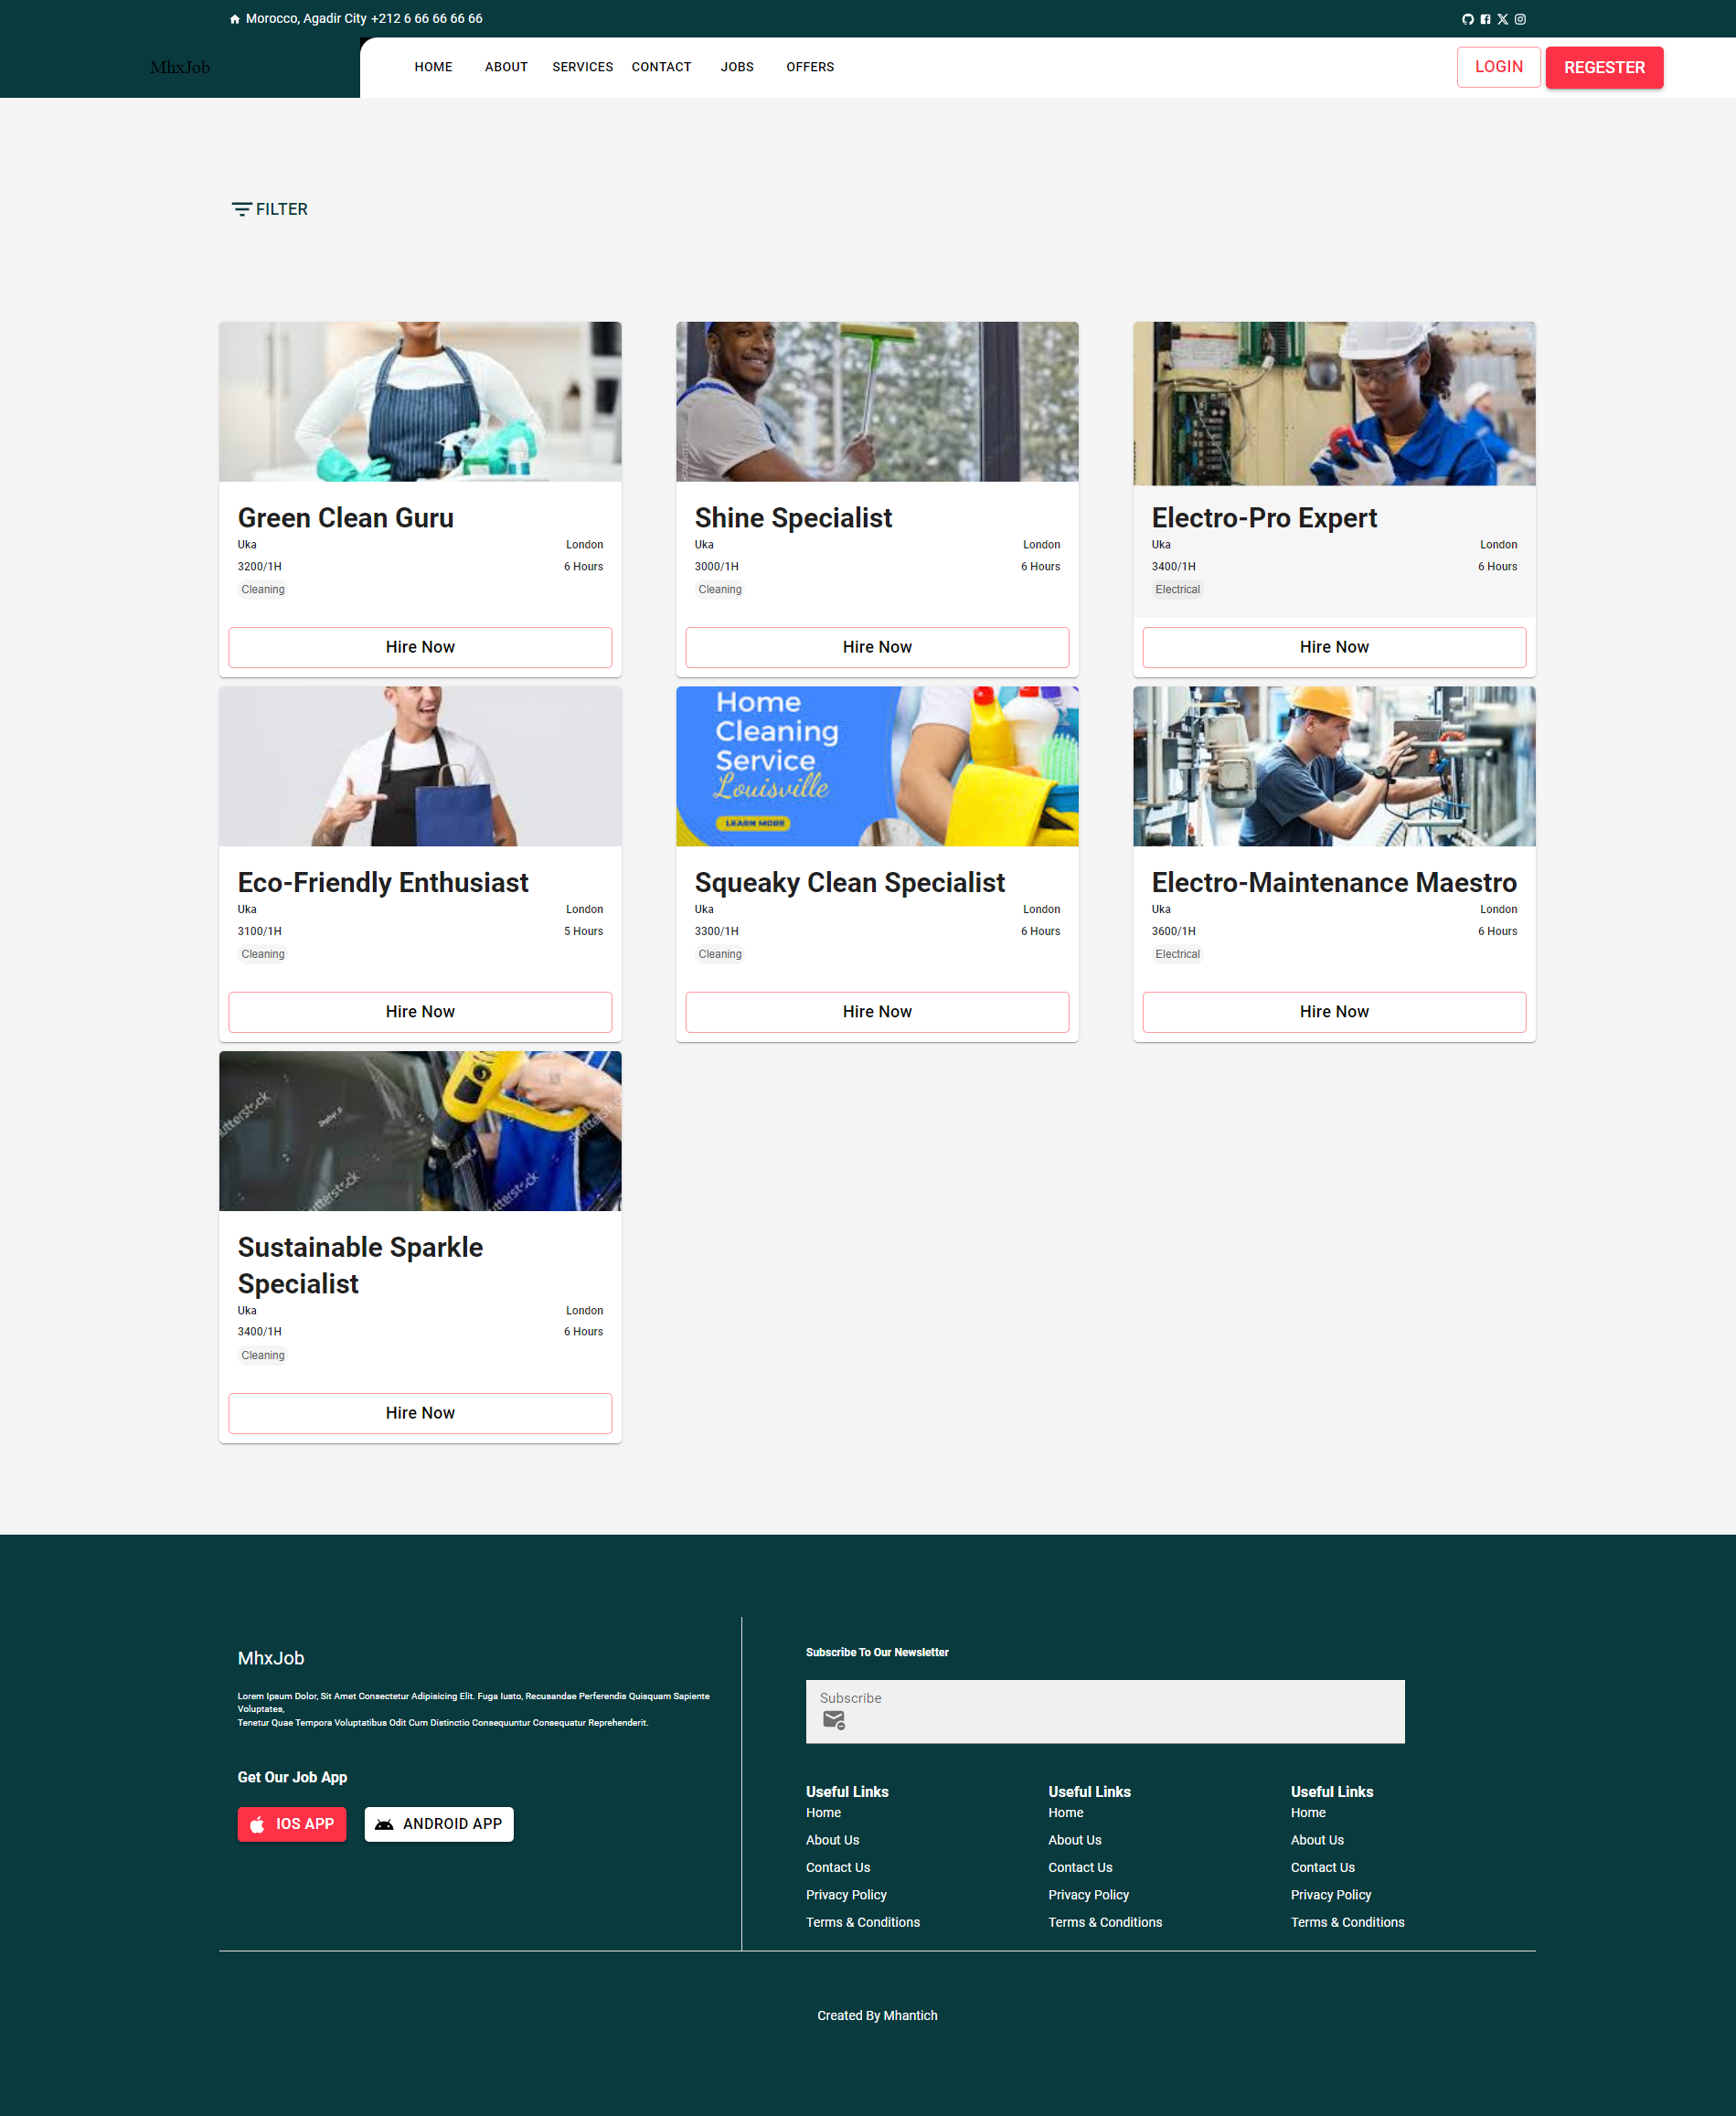 Morocco, Agadir City +212 6 66 66 66 66
MhxJob
HOME ABOUT SERVICES CONTACT JOBS OFFERS
LOGIN REGESTER
FILTER
Green Clean Guru
Uka London
3200/1H 6 Hours
Cleaning
Hire Now
Shine Specialist
Uka London
3000/1H 6 Hours
Cleaning
Hire Now
Electro-Pro Expert
Uka London
3400/1H 6 Hours
Electrical
Hire Now
Eco-Friendly Enthusiast
Uka London
3100/1H 5 Hours
Cleaning
Hire Now
Home
Cleaning
Service
Louisville
LEARN MORE
Squeaky Clean Specialist
Uka London
3300/1H 6 Hours
Cleaning
Hire Now
Electro-Maintenance Maestro
Uka London
3600/1H 6 Hours
Electrical
Hire Now
shutterstock
shutterstock
shutterstock
shutterstock
Sustainable Sparkle
Specialist
Uka London
3400/1H 6 Hours
Cleaning
Hire Now
MhxJob
Lorem Ipsum Dolor, Sit Amet Consectetur Adipisicing Elit. Fuga Iusto, Recusandae Perferendis Quisquam Sapiente
Voluptates,
Tenetur Quae Tempora Voluptatibus Odit Cum Distinctio Consequuntur Consequatur Reprehenderit.
Get Our Job App
IOS APP ANDROID APP
Subscribe To Our Newsletter
Subscribe
Useful Links
Home
About Us
Contact Us
Privacy Policy
Terms & Conditions
Useful Links
Home
About Us
Contact Us
Privacy Policy
Terms & Conditions
Useful Links
Home
About Us
Contact Us
Privacy Policy
Terms & Conditions
Created By Mhantich